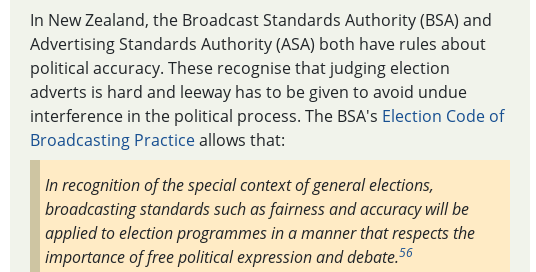 In New Zealand, the Broadcast Standards Authority (BSA) and
Advertising Standards Authority (ASA) both have rules about
political accuracy. These recognise that judging election
adverts is hard and leeway has to be given to avoid undue
interference in the political process. The BSA's Election Code of
Broadcasting Practice allows that:
In recognition of the special context of general elections,
broadcasting standards such as fairness and accuracy will be
applied to election programmes in a manner that respects the
importance of free political expression and debate.56